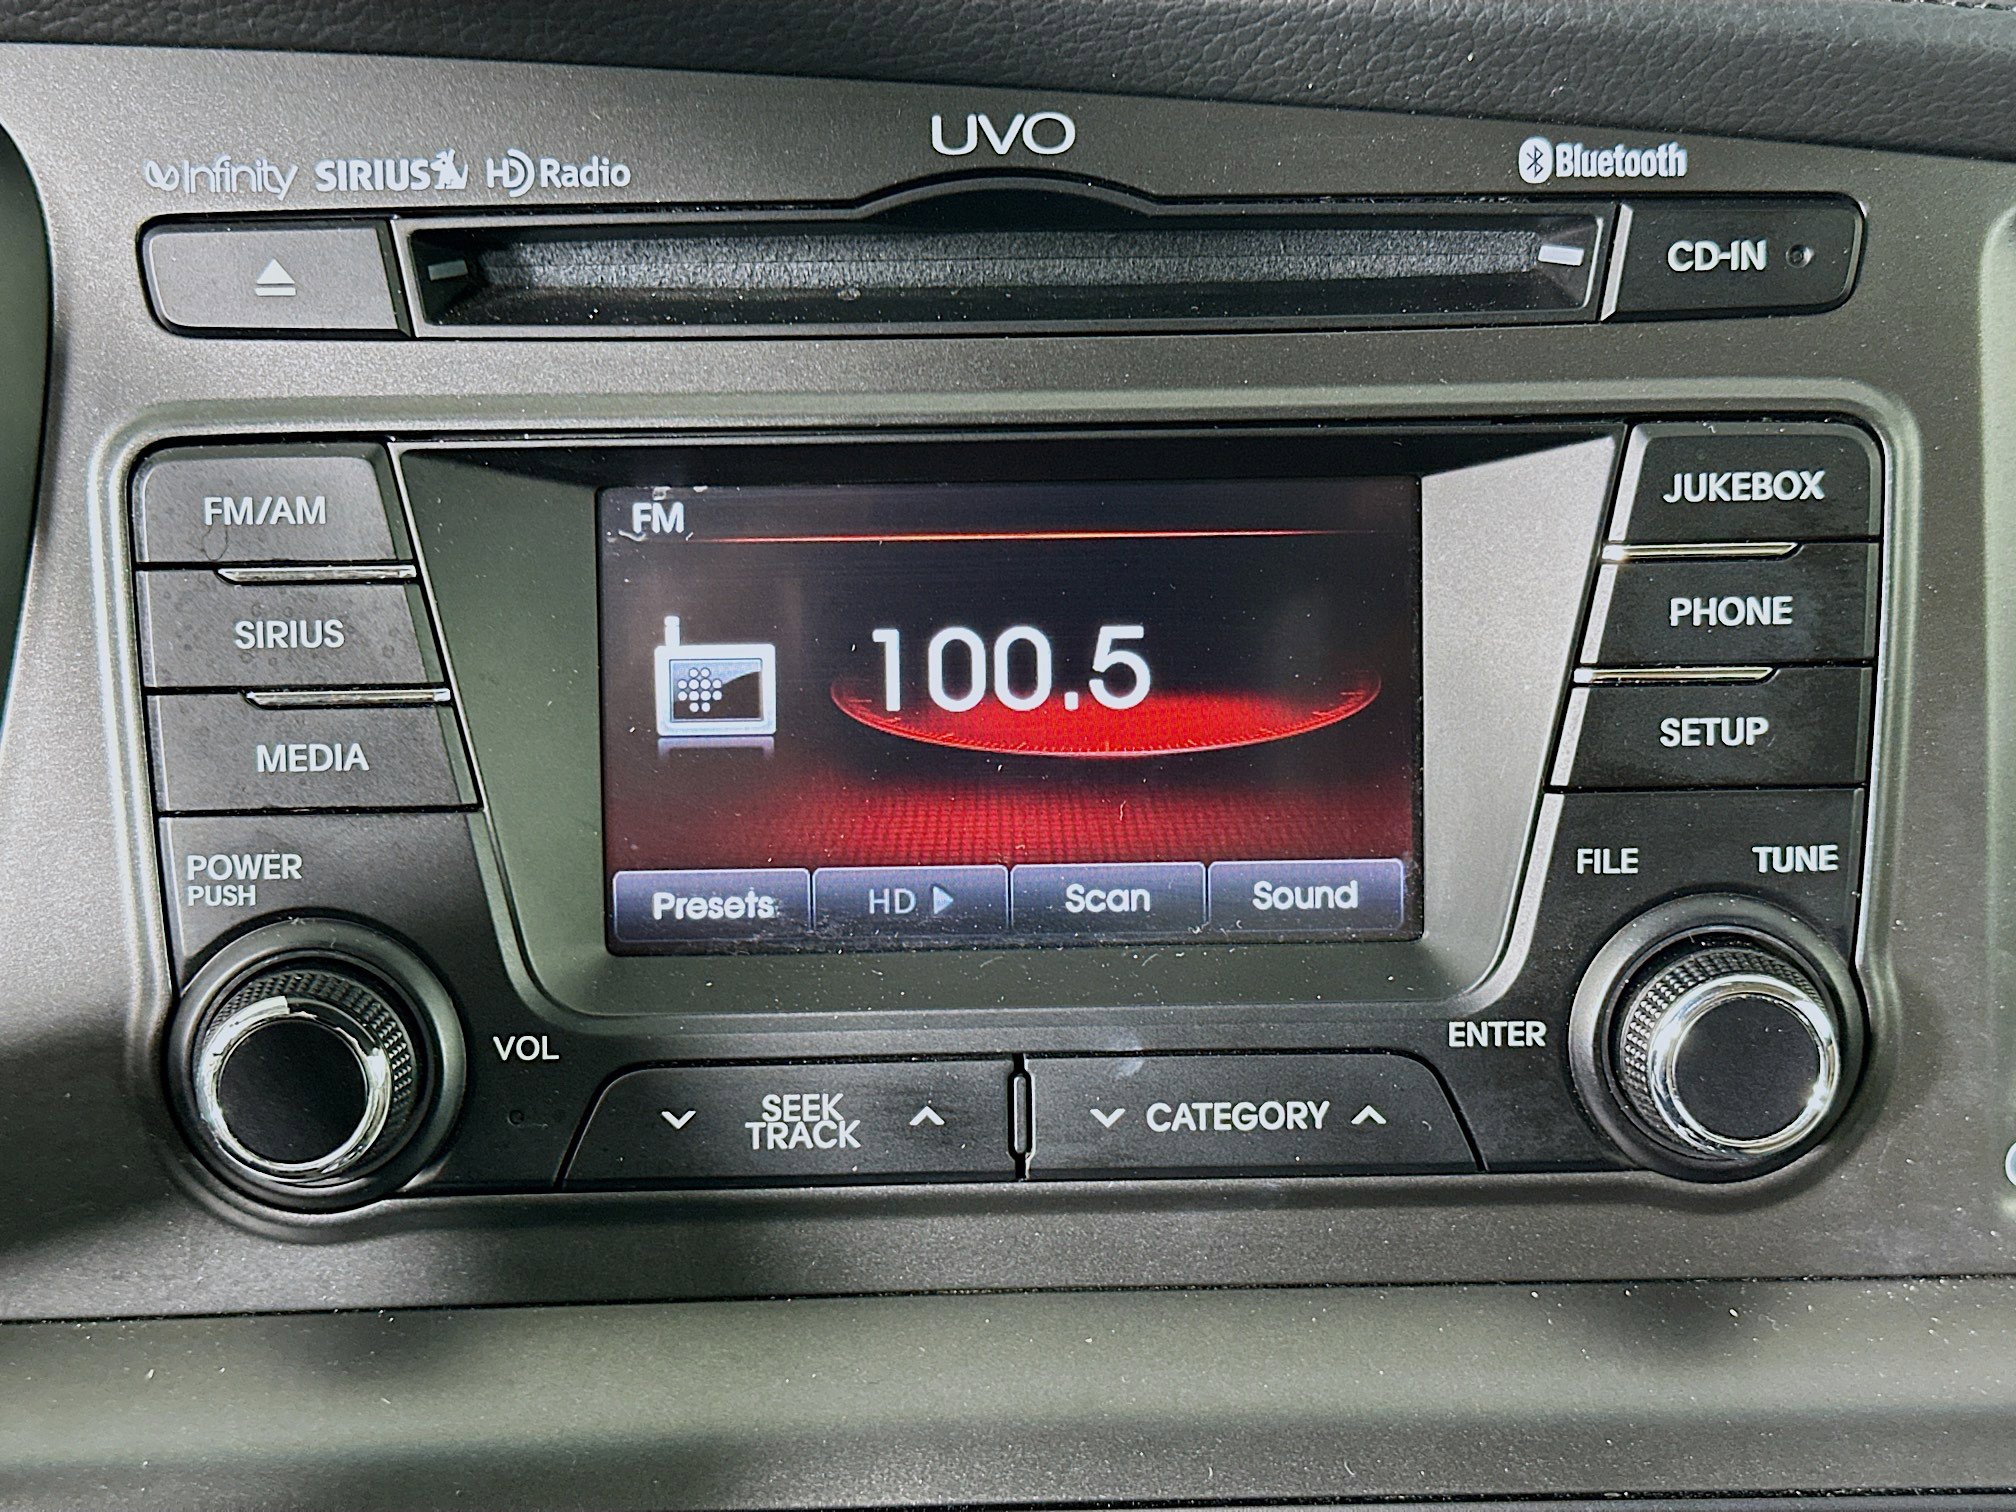 UVO
Infinity SIRIUS HD Radio
Bluetooth
CD-IN
FM/AM
SIRIUS
MEDIA
POWER
PUSH
VOL
FM
100.5
Presets
HD
Scan
Sound
JUKEBOX
PHONE
SETUP
FILE
TUNE
ENTER
SEEK
TRACK
CATEGORY